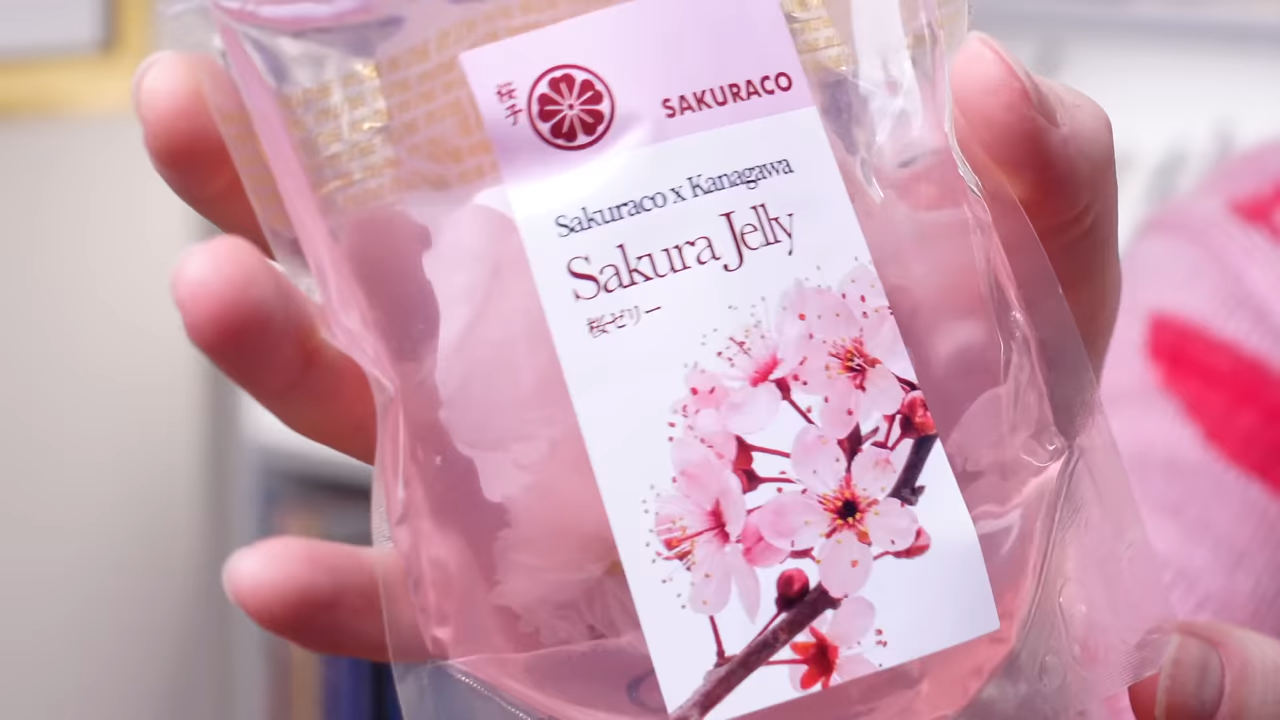 桜子
SAKURACO
Sakuraco x Kanagawa
Sakura Jelly
桜ゼリー